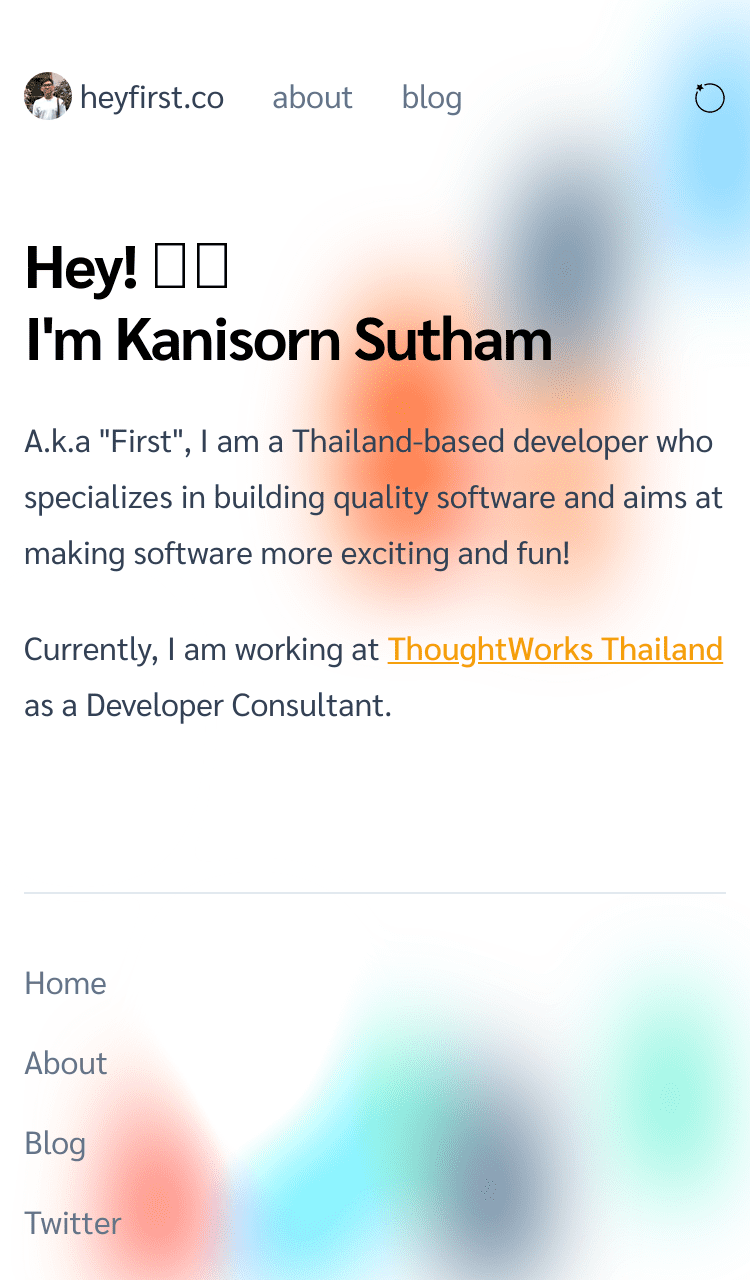 heyfirst.co about blog
Hey! 
I'm Kanisorn Sutham
A.k.a "First", I am a Thailand-based developer who
specializes in building quality software and aims at
making software more exciting and fun!
Currently, I am working at ThoughtWorks Thailand
as a Developer Consultant.
Home
About
Blog
Twitter